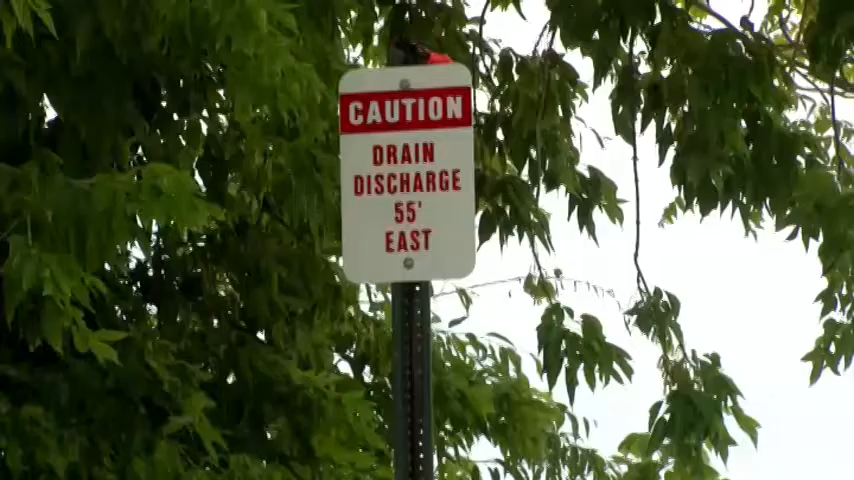 CAUTION
DRAIN
DISCHARGE
55'
EAST